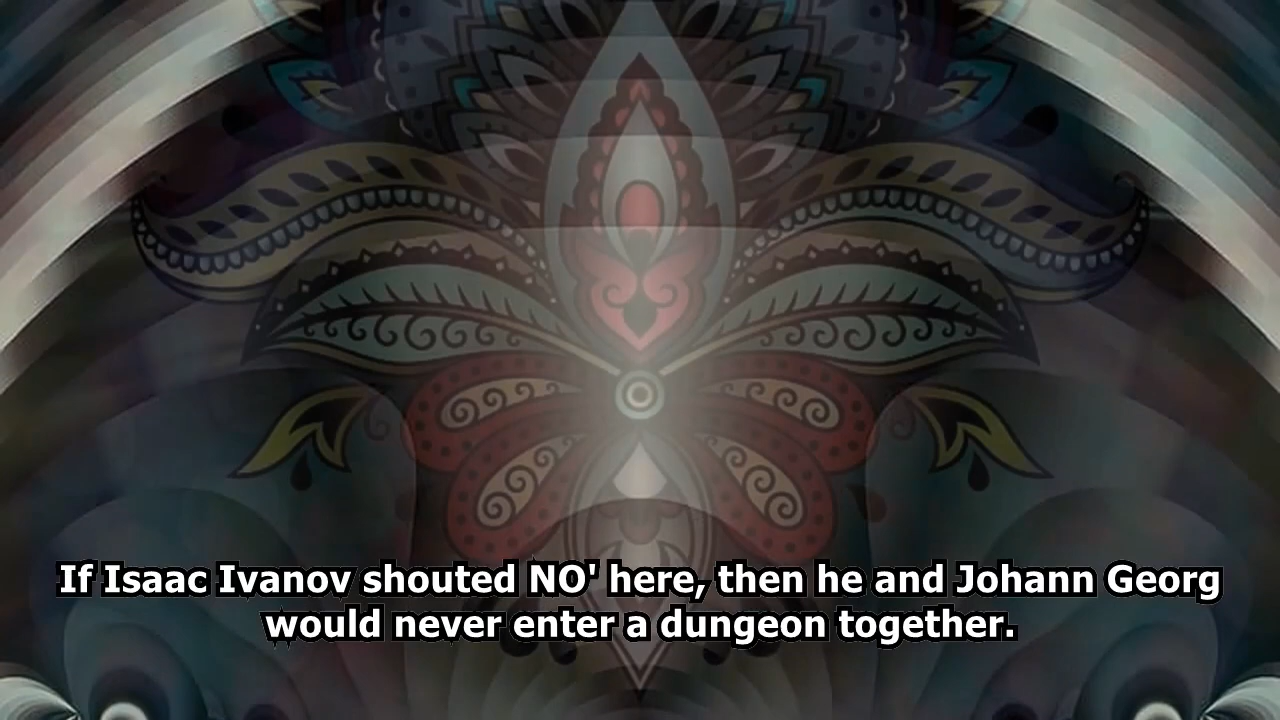 If Isaac Ivanov shouted NO' here, then he and Johann Georg
would never enter a dungeon together.